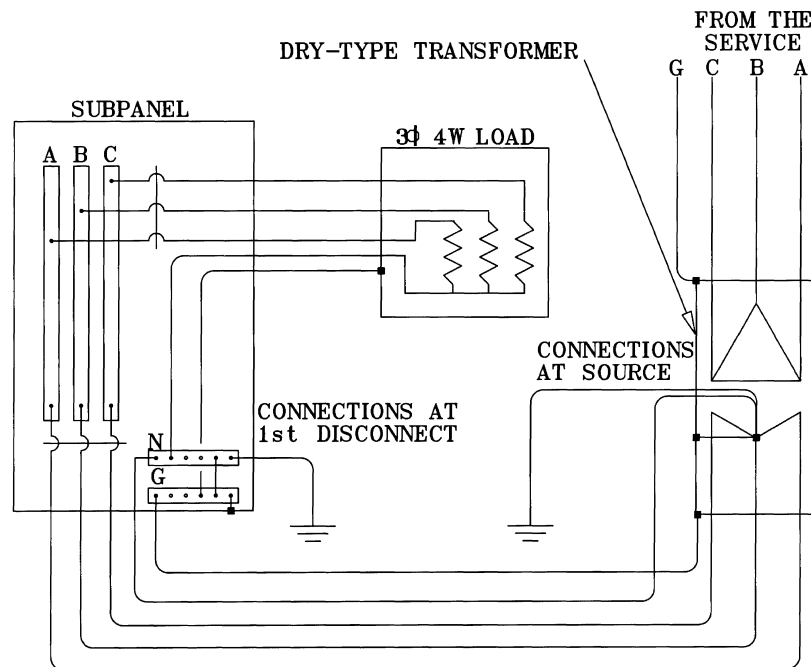 FROM THE
SERVICE
DRY-TYPE TRANSFORMER
G C B A
SUBPANEL
3ϕ 4W LOAD
A B C
CONNECTIONS
AT SOURCE
CONNECTIONS AT
1st DISCONNECT
N
G